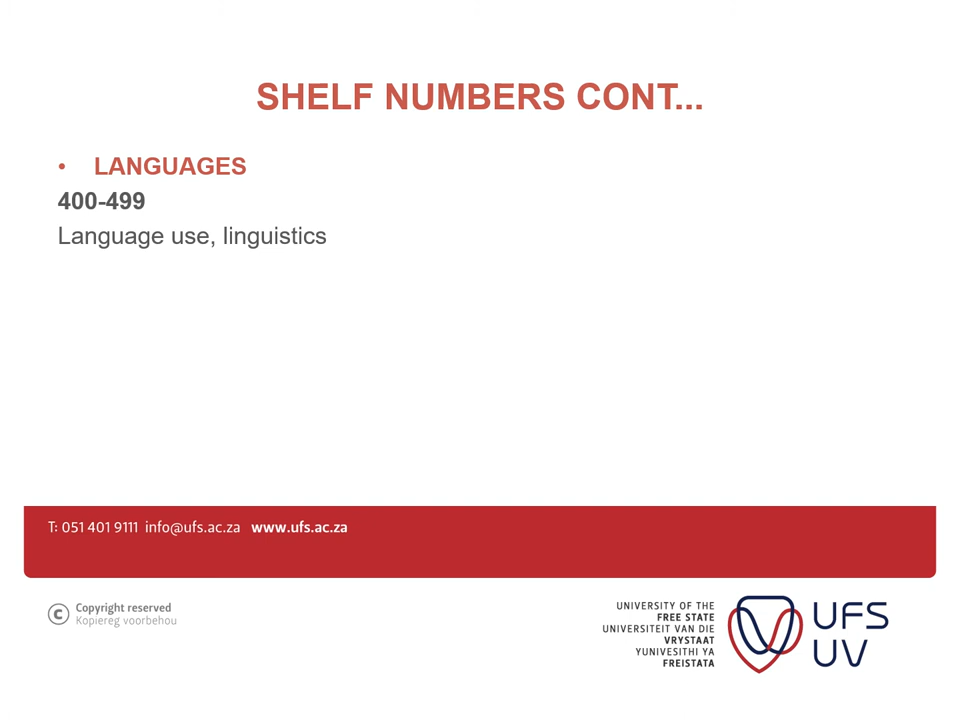 SHELF NUMBERS CONT...
• LANGUAGES
400-499
Language use, linguistics
T: 051 401 9111 info@ufs.ac.za www.ufs.ac.za
© Copyright reserved
Kopiereg voorbehou
UNIVERSITY OF THE
FREE STATE
UNIVERSITEIT VAN DIE
VRYSTAAT
YUNIVESITHI YA
FREISTATA
UFS
UV